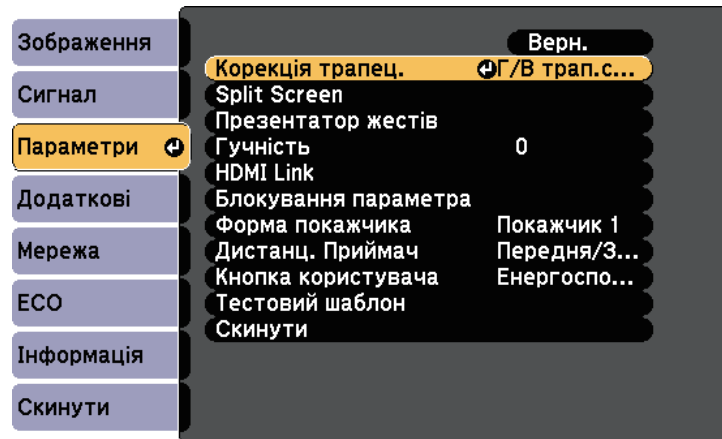 Зображення
Сигнал
Параметри
Додаткові
Мережа
ECO
Інформація
Скинути
Верн.
Корекція трапец. Г/В трап.с...
Split Screen
Презентатор жестів
Гучність 0
HDMI Link
Блокування параметра
Форма покажчика Покажчик 1
Дистанц. Приймач Передня/З...
Кнопка користувача Енергоспо...
Тестовий шаблон
Скинути